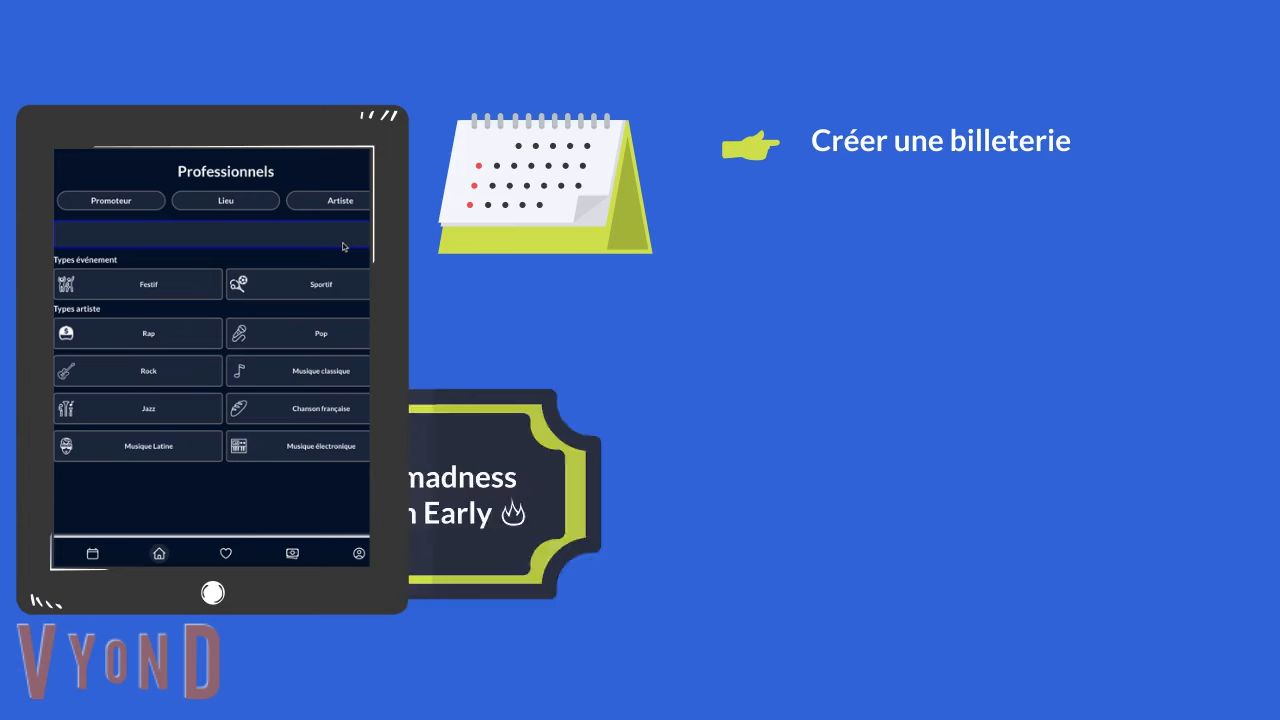 Professionnels
Promoteur Lieu Artiste
Types événement
Festif Sportif
Types artiste
Rap Pop
Rock Musique classique
Jazz Chanson française
Musique Latine Musique électronique
Créer une billeterie
madness
Early
VYOND